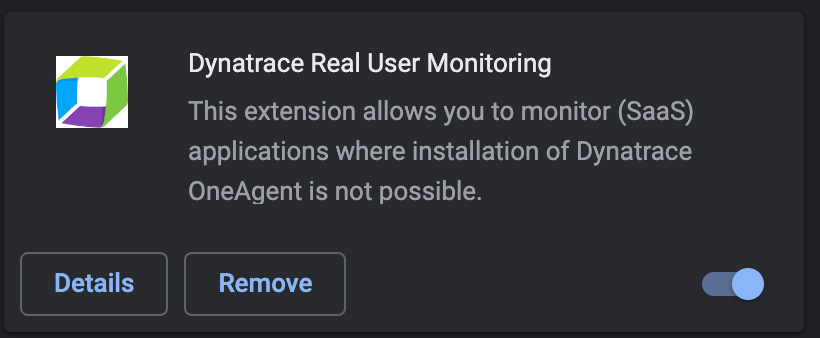 Dynatrace Real User Monitoring
This extension allows you to monitor (SaaS)
applications where installation of Dynatrace
OneAgent is not possible.
Details Remove